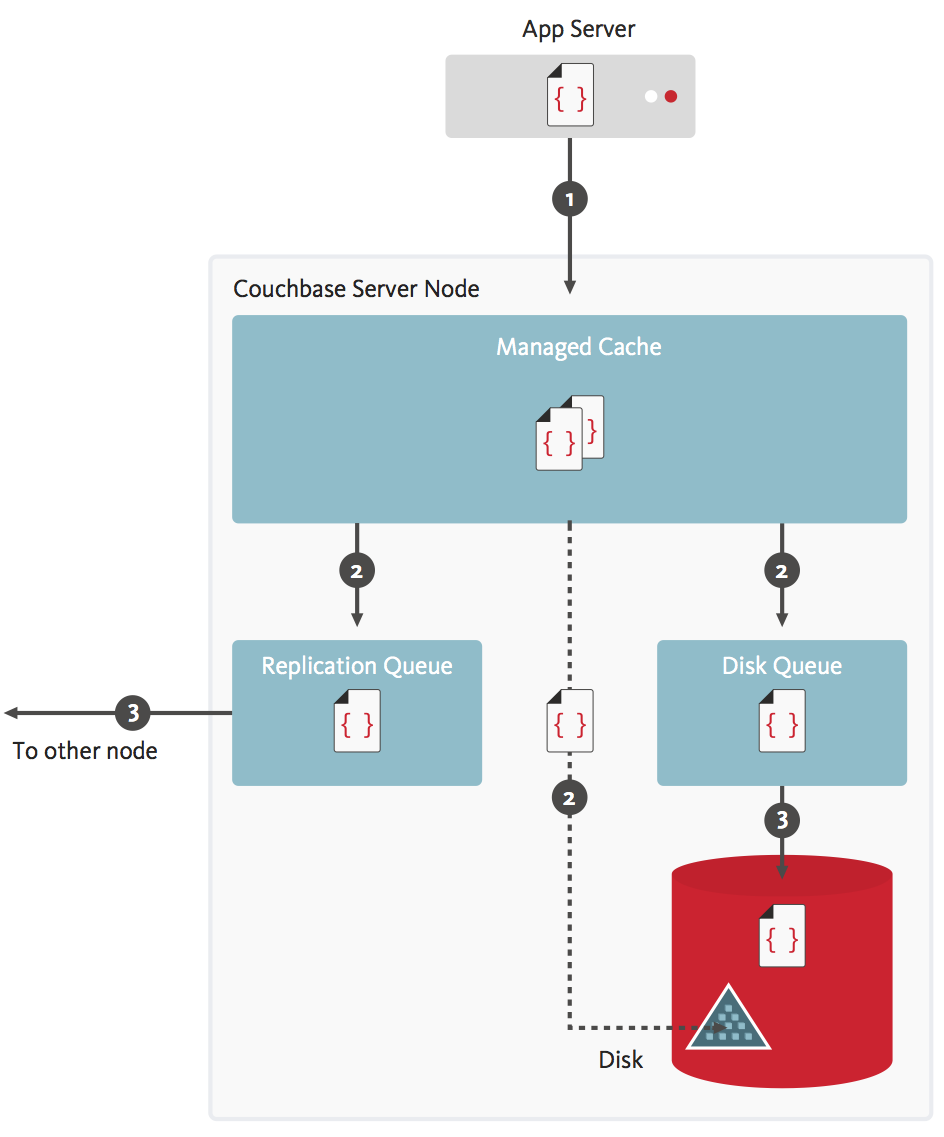 App Server
{ }
1
Couchbase Server Node
Managed Cache
{ } }
2
2
Replication Queue
Disk Queue
{ }
{ }
{ }
3
To other node
2
3
{ }
Disk